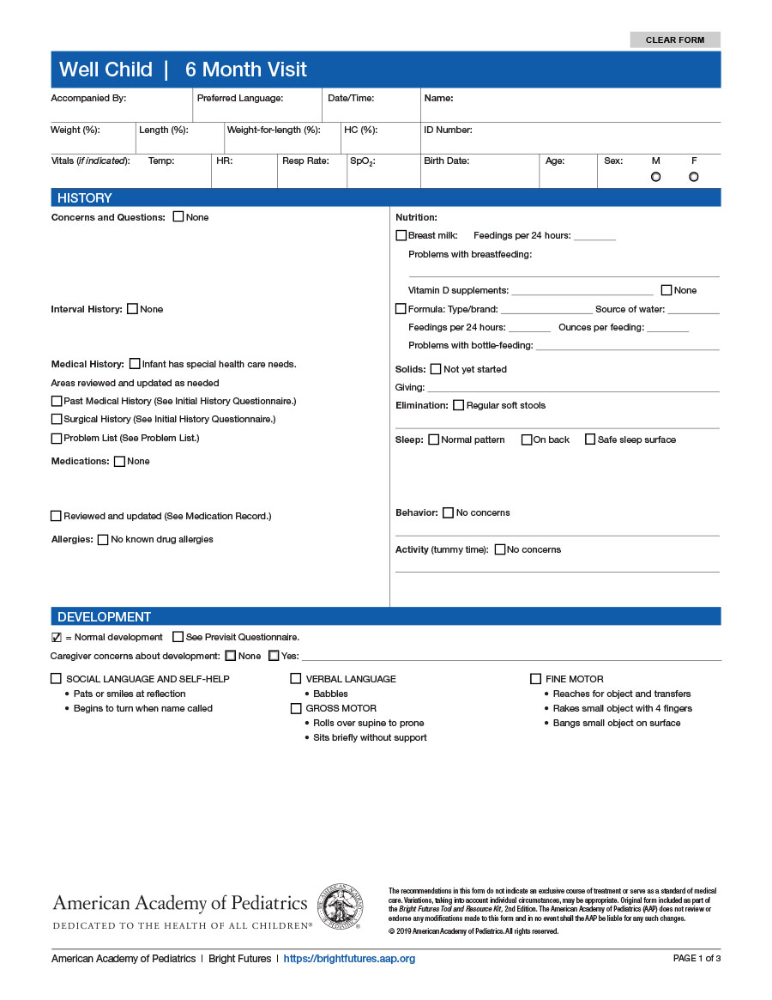 CLEAR FORM
Well Child | 6 Month Visit
Accompanied By: Preferred Language: Date/Time: Name:
Weight (%): Length (%): Weight-for-length (%): HC (%): ID Number:
Vitals (if indicated): Temp: HR: Resp Rate: SpO2: Birth Date: Age: Sex: M F
HISTORY
Concerns and Questions: None
Interval History: None
Medical History: Infant has special health care needs.
Areas reviewed and updated as needed
Past Medical History (See Initial History Questionnaire.)
Surgical History (See Initial History Questionnaire.)
Problem List (See Problem List.)
Medications: None
Reviewed and updated (See Medication Record.)
Allergies: No known drug allergies
Nutrition:
Breast milk: Feedings per 24 hours:
Problems with breastfeeding:
Vitamin D supplements: None
Formula: Type/brand: Source of water:
Feedings per 24 hours: Ounces per feeding:
Problems with bottle-feeding:
Solids: Not yet started
Giving:
Elimination: Regular soft stools
Sleep: Normal pattern On back Safe sleep surface
Behavior: No concerns
Activity (tummy time): No concerns
DEVELOPMENT
= Normal development See Previsit Questionnaire.
Caregiver concerns about development: None Yes:
SOCIAL LANGUAGE AND SELF-HELP
• Pats or smiles at reflection
• Begins to turn when name called
VERBAL LANGUAGE
• Babbles
GROSS MOTOR
• Rolls over supine to prone
• Sits briefly without support
FINE MOTOR
• Reaches for object and transfers
• Rakes small object with 4 fingers
• Bangs small object on surface
American Academy of Pediatrics
DEDICATED TO THE HEALTH OF ALL CHILDREN®
The recommendations in this form do not indicate an exclusive course of treatment or serve as a standard of medical
care. Variations, taking into account individual circumstances, may be appropriate. Original form included as part of
the Bright Futures Tool and Resource Kit, 2nd Edition. The American Academy of Pediatrics (AAP) does not review or
endorse any modifications made to this form and in no event shall the AAP be liable for any such changes.
© 2019 American Academy of Pediatrics. All rights reserved.
American Academy of Pediatrics | Bright Futures | https://brightfutures.aap.org PAGE 1 of 3